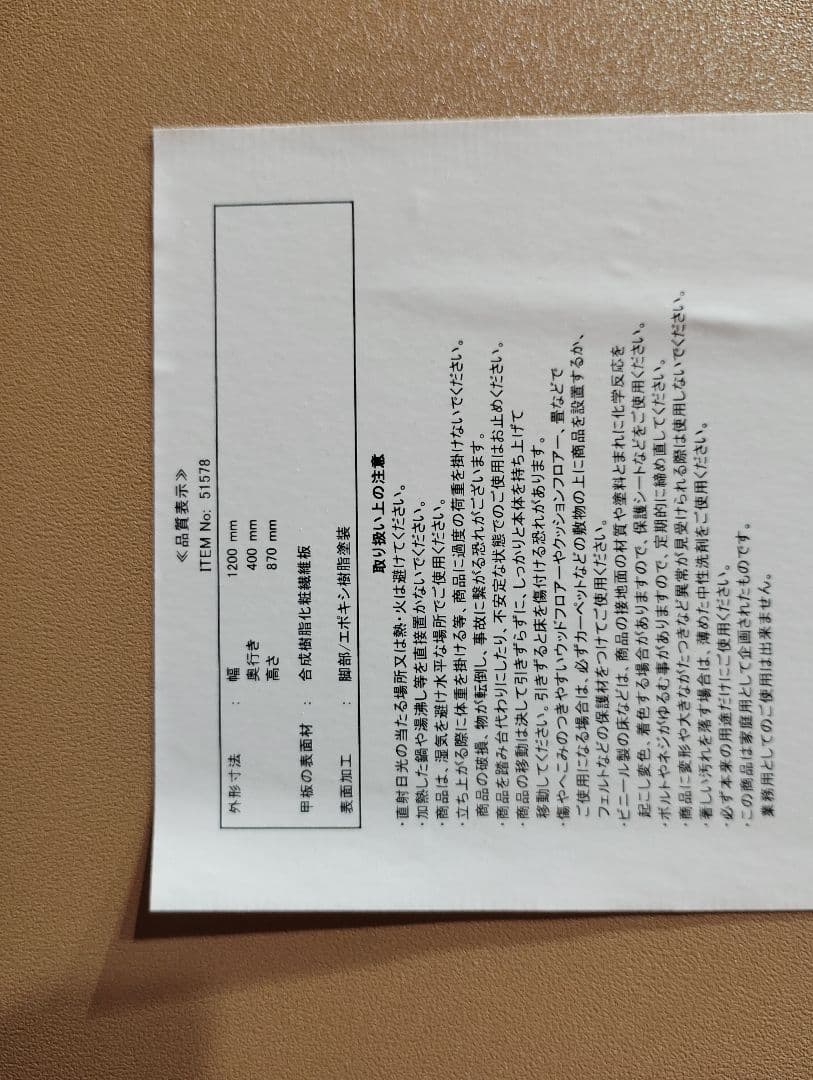 ≪品質表示≫
ITEM No: 51578
外形寸法 : 幅 1200 mm
奥行き 400 mm
高さ 870 mm
甲板の表面材 : 合成樹脂化粧繊維板
表面加工 : 脚部/エポキシ樹脂塗装
取り扱い上の注意
・直射日光の当たる場所又は熱・火は避けてください。
・加熱した鍋や湯沸し等を直接置かないでください。
・商品は、湿気を避け水平な場所でご使用ください。
・立ち上がる際に体重を掛ける等、商品に過度の荷重を掛けないでください。
商品の破損、物が転倒し、事故に繋がる恐れがございます。
・商品を踏み台代わりにしたり、不安定な状態でのご使用はお止めください。
・商品の移動は決して引きずらずに、しっかりと本体を持ち上げて
移動してください。引きずると床を傷付ける恐れがあります。
・傷やへこみのつきやすいウッドフロアーやクッションフロアー、畳などで
ご使用になる場合は、必ずカーペットなどの敷物の上に商品を設置するか、
フェルトなどの保護材をつけてご使用ください。
・ビニール製の床などは、商品の接地面の材質や塗料とまれに化学反応を
起こし変色、着色する場合がありますので、保護シートなどをご使用ください。
・ボルトやネジがゆるむ事がありますので、定期的に締め直してください。
・商品に変形や大きながたつきなど異常が見受けられる際は使用しないでください。
・著しい汚れを落す場合は、薄めた中性洗剤をご使用ください。
・必ず本来の用途だけにご使用ください。
・この商品は家庭用として企画されたものです。
業務用としてのご使用は出来ません。